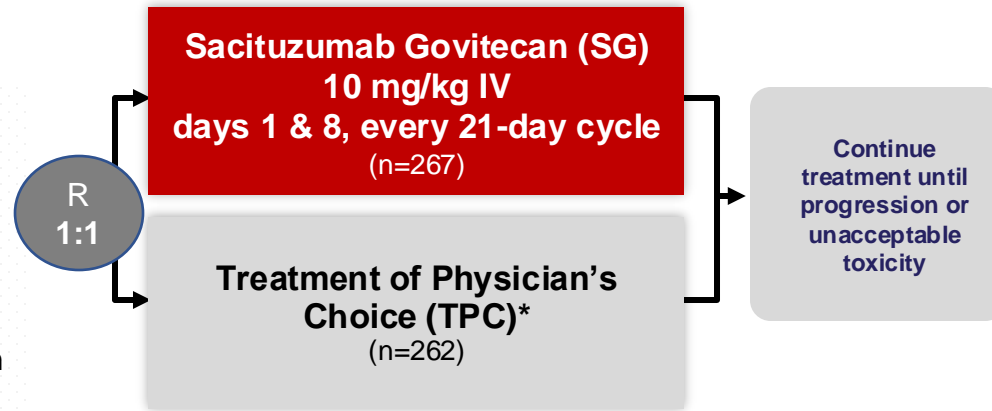 Sacituzumab Govitecan (SG)
10 mg/kg IV
days 1 & 8, every 21-day cycle
(n=267)
R
1:1
Treatment of Physician’s
Choice (TPC)*
(n=262)
Continue
treatment until
progression or
unacceptable
toxicity